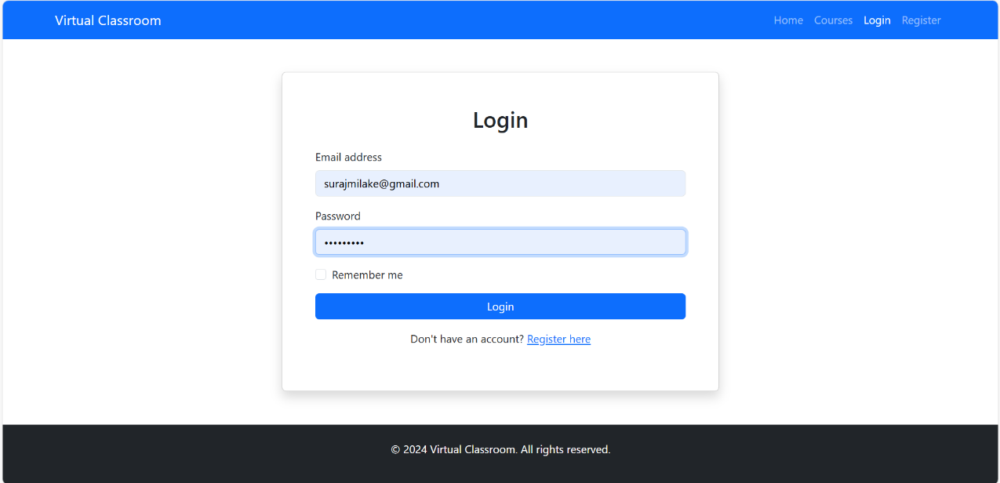 Virtual Classroom Home Courses Login Register
Login
Email address
surajmilake@gmail.com
Password
•••••••••
Remember me
Login
Don't have an account? Register here
© 2024 Virtual Classroom. All rights reserved.